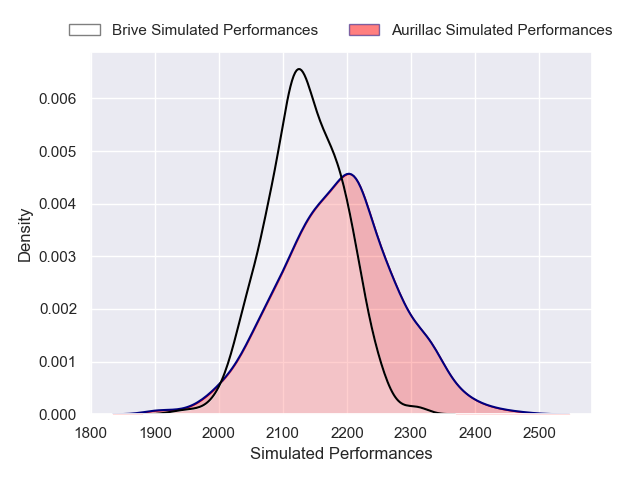 Brive Simulated Performances
Aurillac Simulated Performances
Density
0.006
0.005
0.004
0.003
0.002
0.001
0.000
1800 1900 2000 2100 2200 2300 2400 2500
Simulated Performances